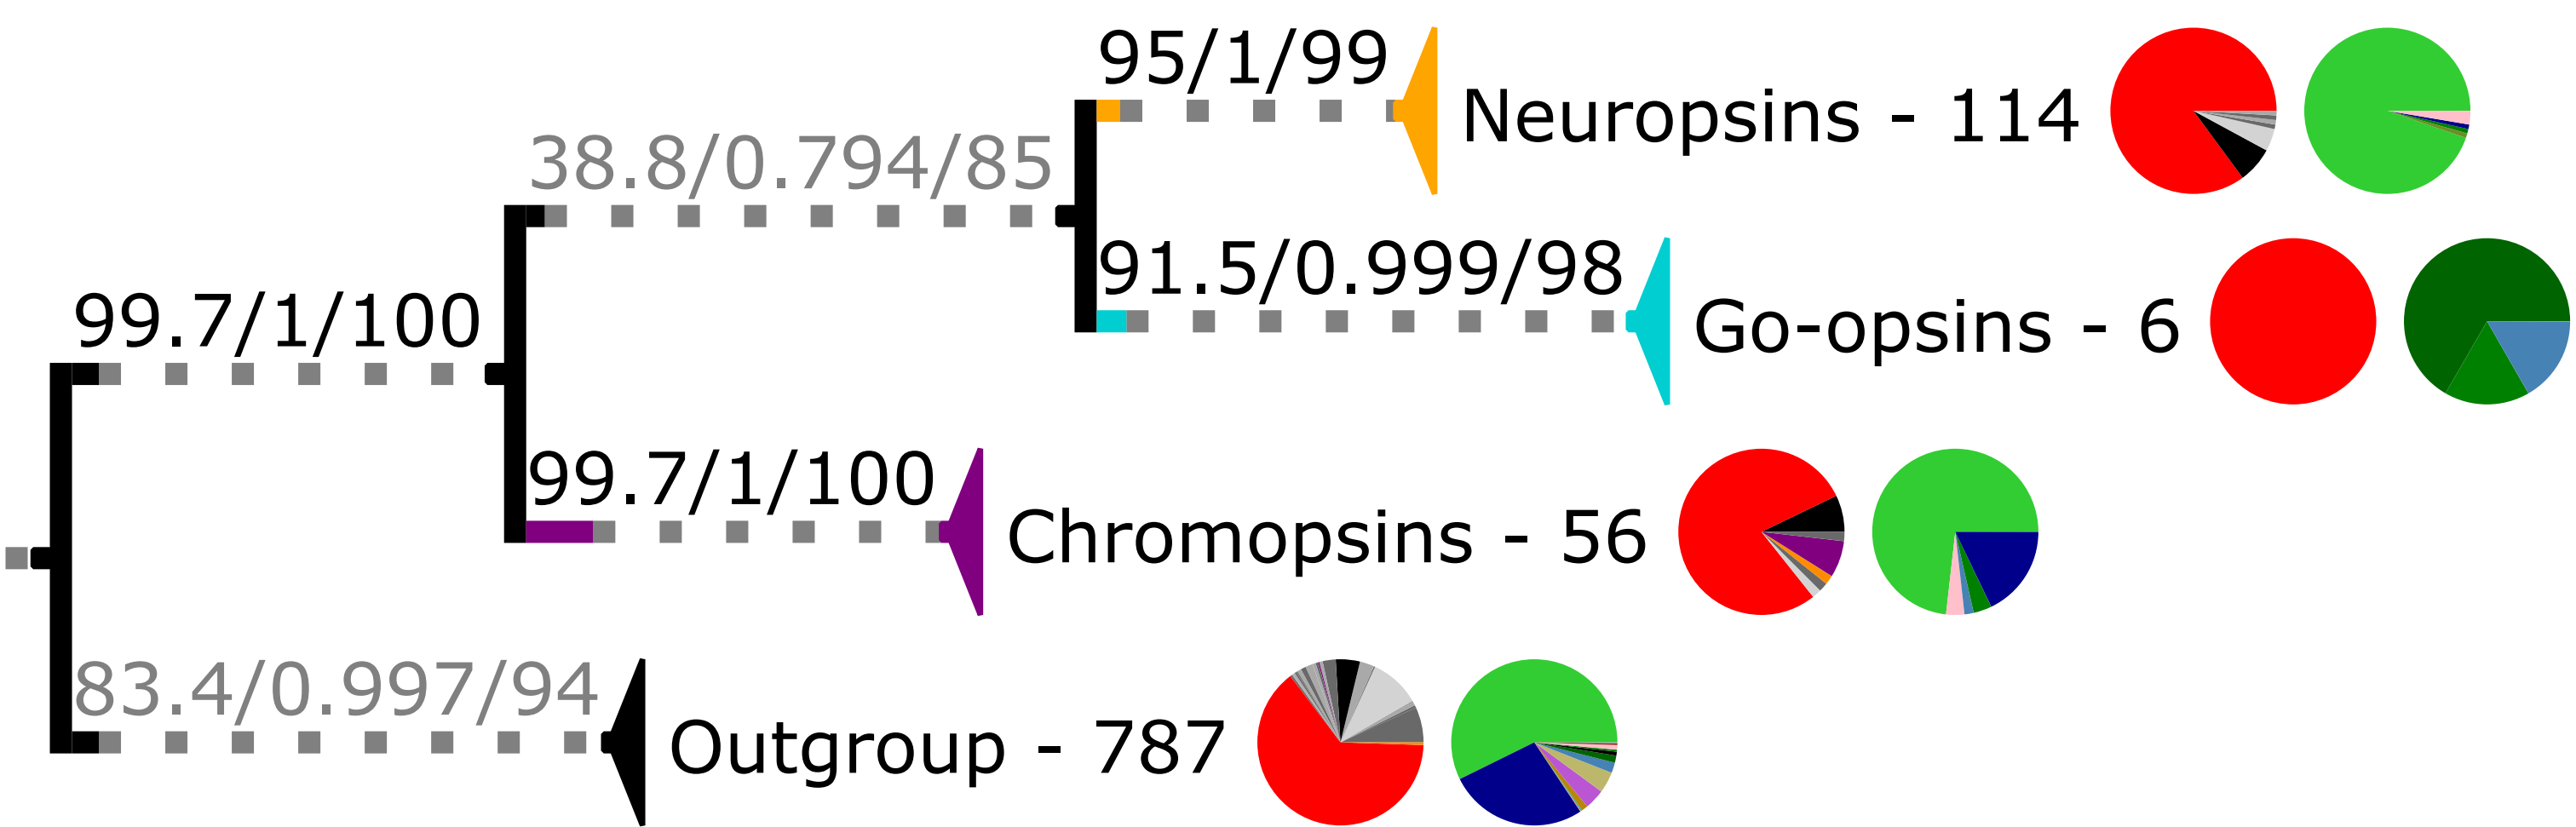 95/1/99
Neuropsins - 114
38.8/0.794/85
91.5/0.999/98
Go-opsins - 6
99.7/1/100
99.7/1/100
Chromopsins - 56
83.4/0.997/94
Outgroup - 787